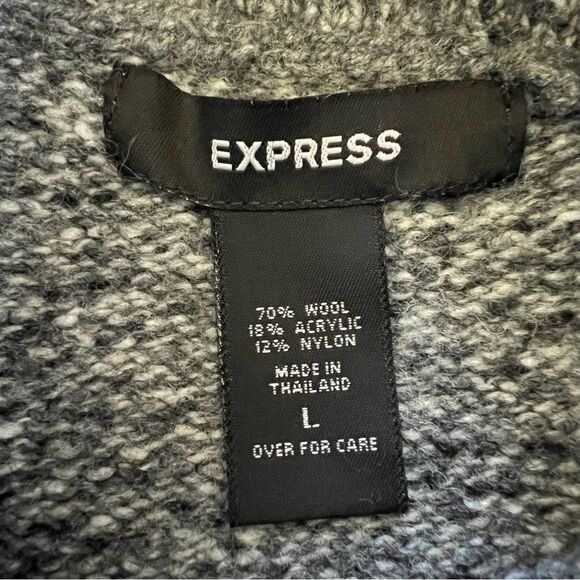 EXPRESS
70% WOOL
18% ACRYLIC
12% NYLON
MADE IN
THAILAND
L
OVER FOR CARE